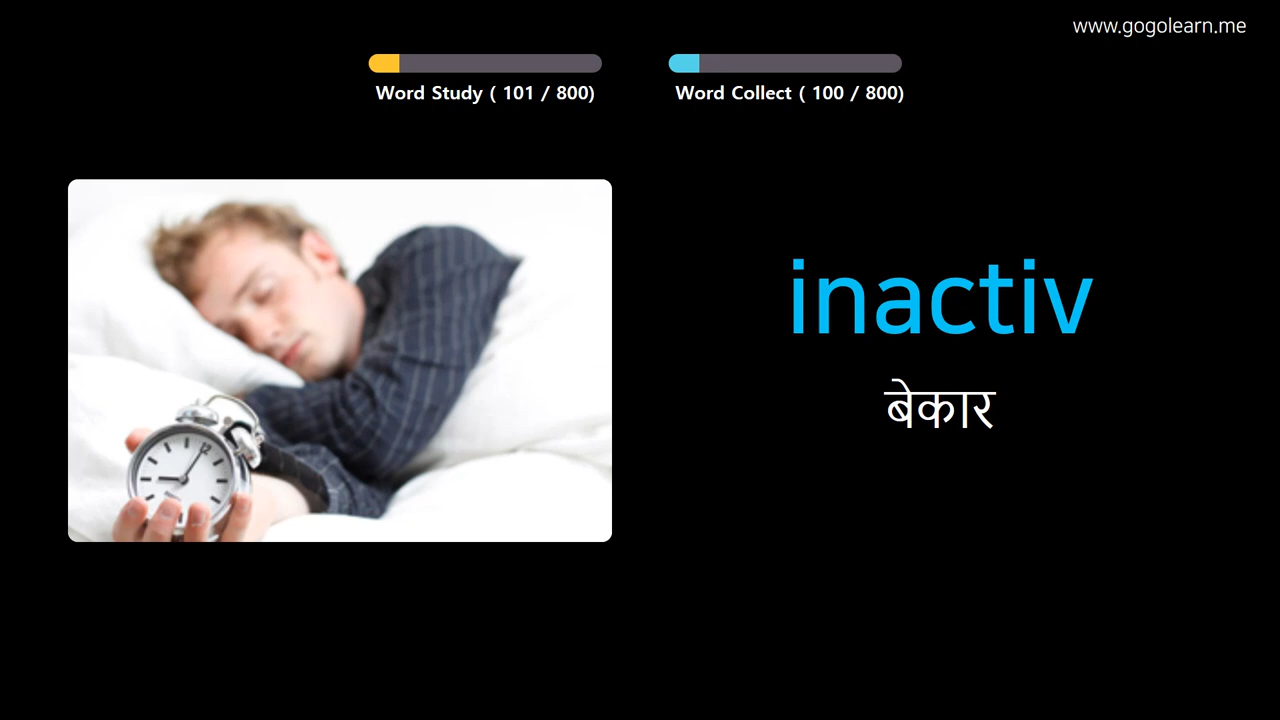 www.gogolearn.me
Word Study ( 101 / 800)
Word Collect ( 100 / 800)
inactiv
बेकार